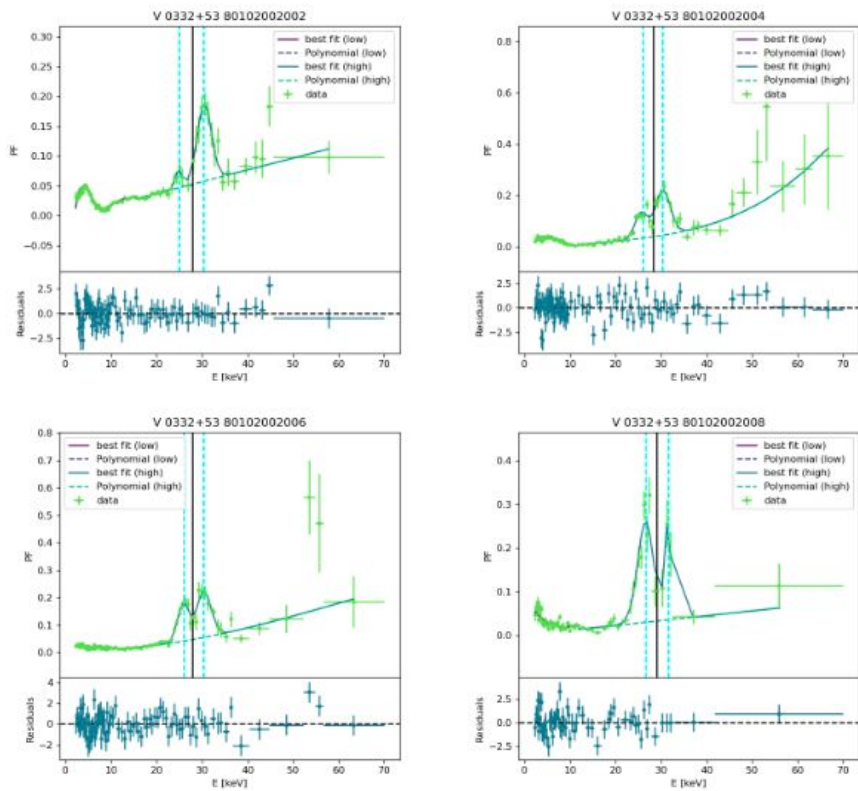 V 0332+53 80102002002
best fit (low)
Polynomial (low)
best fit (high)
Polynomial (high)
data
0.30
0.25
0.20
0.15
0.10
0.05
0.00
−0.05
PF
2.5
0.0
−2.5
Residuals
0 10 20 30 40 50 60 70
E [keV]
V 0332+53 80102002004
best fit (low)
Polynomial (low)
best fit (high)
Polynomial (high)
data
0.8
0.6
0.4
0.2
0.0
PF
2.5
0.0
−2.5
Residuals
0 10 20 30 40 50 60 70
E [keV]
V 0332+53 80102002006
best fit (low)
Polynomial (low)
best fit (high)
Polynomial (high)
data
0.8
0.7
0.6
0.5
0.4
0.3
0.2
0.1
0.0
PF
4
2
0
−2
Residuals
0 10 20 30 40 50 60 70
E [keV]
V 0332+53 80102002008
best fit (low)
Polynomial (low)
best fit (high)
Polynomial (high)
data
0.4
0.3
0.2
0.1
0.0
PF
2.5
0.0
−2.5
Residuals
0 10 20 30 40 50 60 70
E [keV]